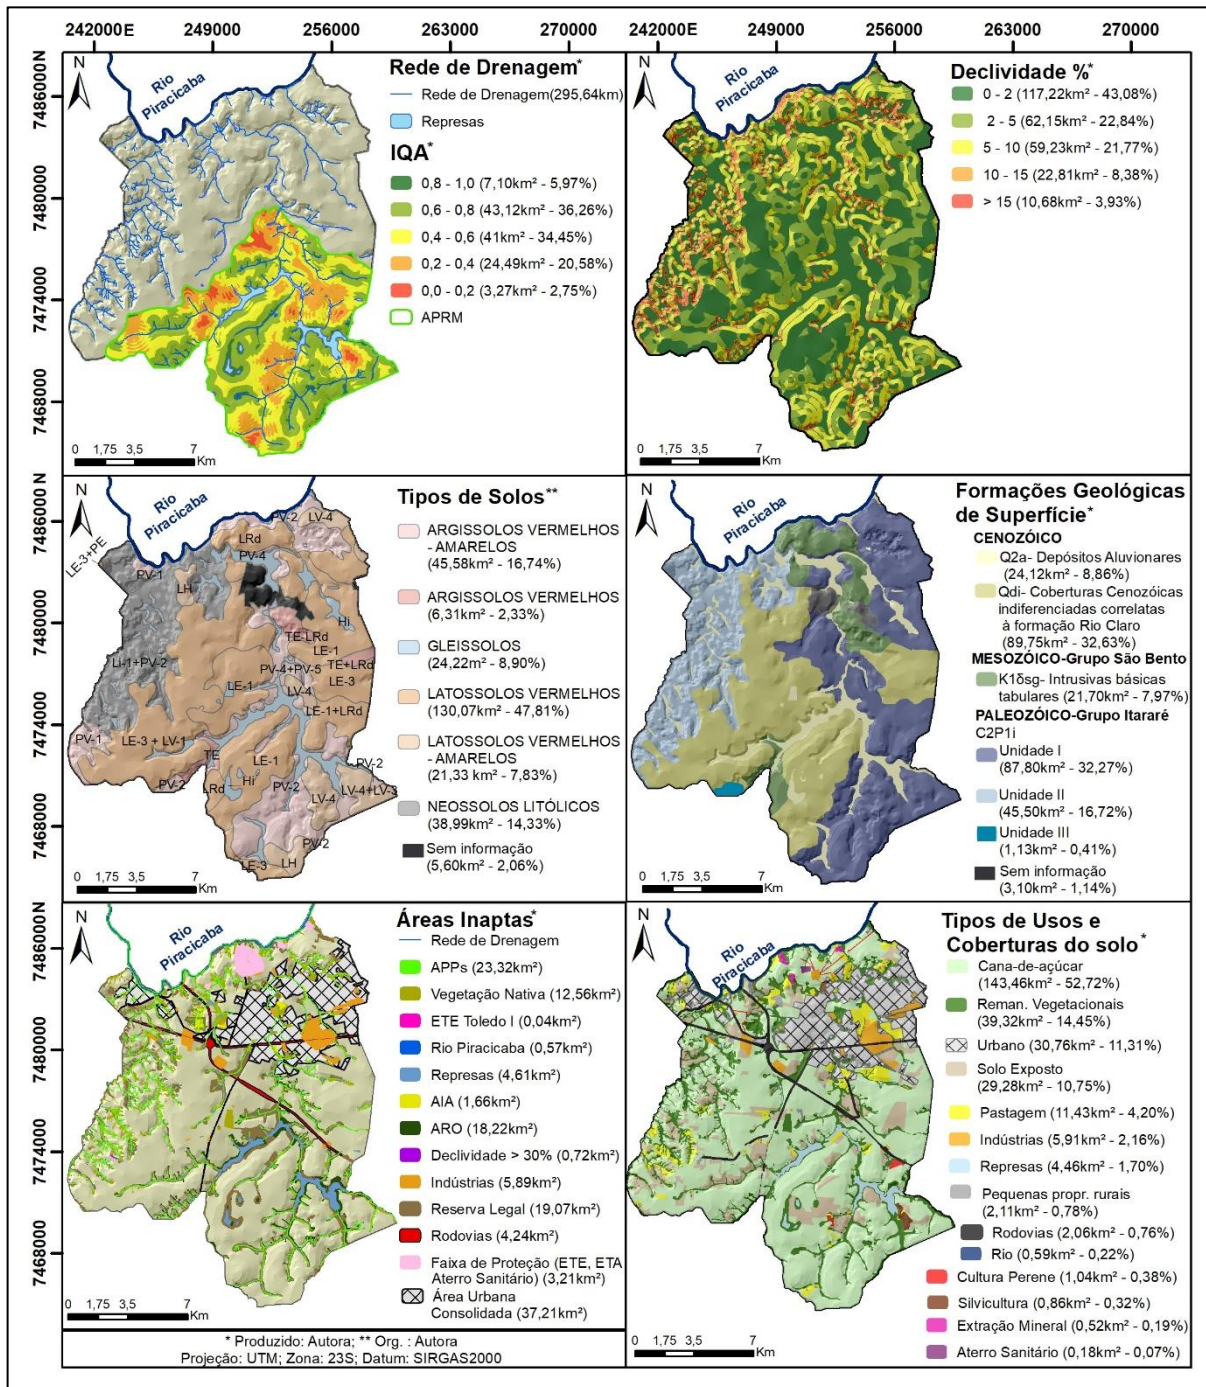 242000E 249000 256000 263000 270000
242000 249000 256000 263000 270000
7486000N
7480000
7474000
7468000
N
Rio
Piracicaba
Rede de Drenagem*
Rede de Drenagem(295,64km)
Represas
IQA*
0,8 - 1,0 (7,10km² - 5,97%)
0,6 - 0,8 (43,12km² - 36,26%)
0,4 - 0,6 (41km² - 34,45%)
0,2 - 0,4 (24,49km² - 20,58%)
0,0 - 0,2 (3,27km² - 2,75%)
APRM
0 1,75 3,5 7
Km
N
Rio
Piracicaba
Declividade %*
0 - 2 (117,22km² - 43,08%)
2 - 5 (62,15km² - 22,84%)
5 - 10 (59,23km² - 21,77%)
10 - 15 (22,81km² - 8,38%)
> 15 (10,68km² - 3,93%)
0 1,75 3,5 7
Km
7486000 N
7480000
7474000
7468000
N
Rio
Piracicaba
LE-3+PE
PV-1
LH
LRd
PV-4
PV-2
LV-4
Hi
TE-LRd
LE-1
TE+LRd
LE-3
Li-1+PV-2
PV-4+PV-5
LE-1
LV-4
LE-1+LRd
PV-1
LE-3 + LV-1
TE
PV-2
LRd
LE-1
Hi
PV-2
PV-2
LV-4+LV-3
LV-4
PV-2
LE-3
LH
Tipos de Solos**
ARGISSOLOS VERMELHOS
- AMARELOS
(45,58km² - 16,74%)
ARGISSOLOS VERMELHOS
(6,31km² - 2,33%)
GLEISSOLOS
(24,22m² - 8,90%)
LATOSSOLOS VERMELHOS
(130,07km² - 47,81%)
LATOSSOLOS VERMELHOS
- AMARELOS
(21,33 km² - 7,83%)
NEOSSOLOS LITÓLICOS
(38,99km² - 14,33%)
Sem informação
(5,60km² - 2,06%)
0 1,75 3,5 7
Km
N
Rio
Piracicaba
Formações Geológicas
de Superfície*
CENOZÓICO
Q2a- Depósitos Aluvionares
(24,12km² - 8,86%)
Qdi- Coberturas Cenozóicas
indiferenciadas correlatas
à formação Rio Claro
(89,75km² - 32,63%)
MESOZÓICO-Grupo São Bento
K1δsg- Intrusivas básicas
tabulares (21,70km² - 7,97%)
PALEOZÓICO-Grupo Itararé
C2P1i
Unidade I
(87,80km² - 32,27%)
Unidade II
(45,50km² - 16,72%)
Unidade III
(1,13km² - 0,41%)
Sem informação
(3,10km² - 1,14%)
0 1,75 3,5 7
Km
7486000N
7480000
7474000
7468000
N
Rio
Piracicaba
Áreas Inaptas*
Rede de Drenagem
APPs (23,32km²)
Vegetação Nativa (12,56km²)
ETE Toledo I (0,04km²)
Rio Piracicaba (0,57km²)
Represas (4,61km²)
AIA (1,66km²)
ARO (18,22km²)
Declividade > 30% (0,72km²)
Indústrias (5,89km²)
Reserva Legal (19,07km²)
Rodovias (4,24km²)
Faixa de Proteção (ETE, ETA
Aterro Sanitário) (3,21km²)
Área Urbana
Consolidada (37,21km²)
0 1,75 3,5 7
Km
N
Rio
Piracicaba
Tipos de Usos e
Coberturas do solo*
Cana-de-açúcar
(143,46km² - 52,72%)
Reman. Vegetacionais
(39,32km² - 14,45%)
Urbano (30,76km² - 11,31%)
Solo Exposto
(29,28km² - 10,75%)
Pastagem (11,43km² - 4,20%)
Indústrias (5,91km² - 2,16%)
Represas (4,46km² - 1,70%)
Pequenas propr. rurais
(2,11km² - 0,78%)
Rodovias (2,06km² - 0,76%)
Rio (0,59km² - 0,22%)
Cultura Perene (1,04km² - 0,38%)
Silvicultura (0,86km² - 0,32%)
Extração Mineral (0,52km² - 0,19%)
Aterro Sanitário (0,18km² - 0,07%)
0 1,75 3,5 7
Km
* Produzido: Autora; ** Org. : Autora
Projeção: UTM; Zona: 23S; Datum: SIRGAS2000